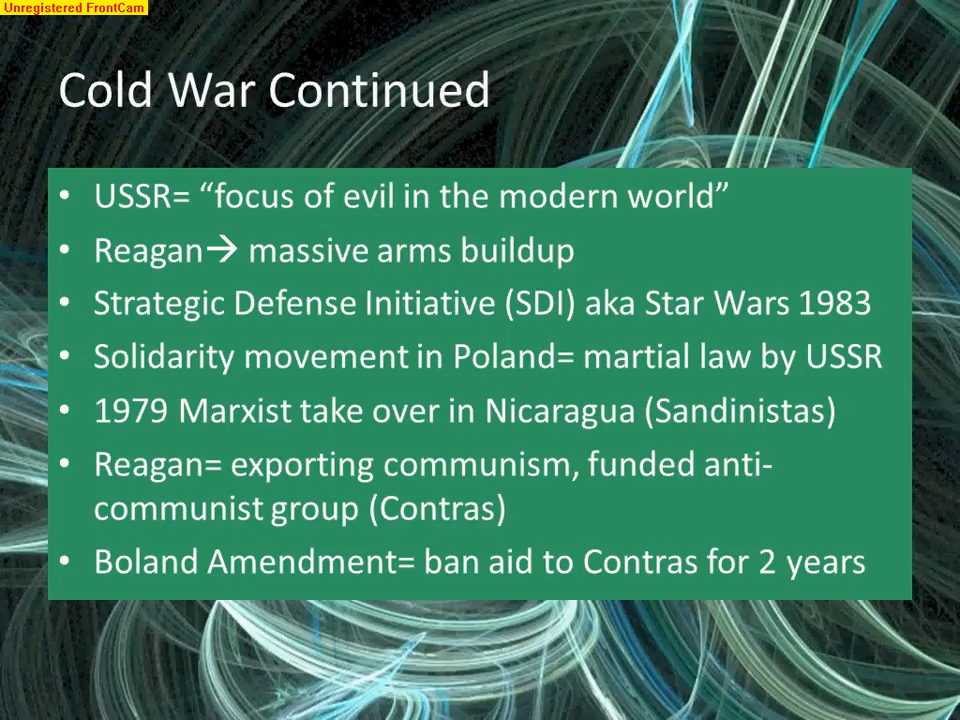 Unregistered FrontCam
Cold War Continued
• USSR= “focus of evil in the modern world”
• Reagan→ massive arms buildup
• Strategic Defense Initiative (SDI) aka Star Wars 1983
• Solidarity movement in Poland= martial law by USSR
• 1979 Marxist take over in Nicaragua (Sandinistas)
• Reagan= exporting communism, funded anti-
communist group (Contras)
• Boland Amendment= ban aid to Contras for 2 years